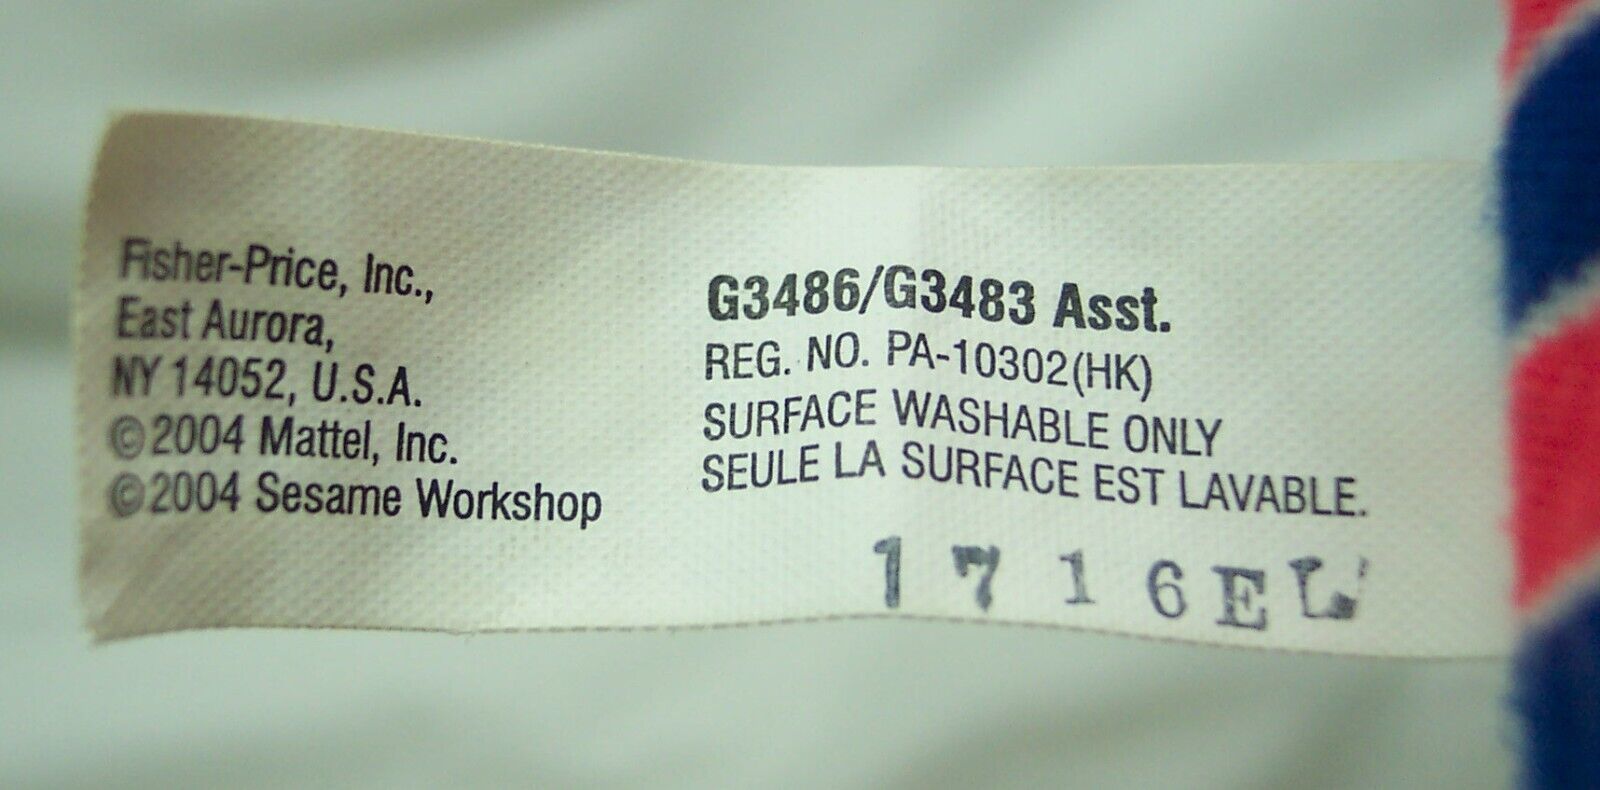 Fisher-Price, Inc.,
East Aurora,
NY 14052, U.S.A.
©2004 Mattel, Inc.
©2004 Sesame Workshop
G3486/G3483 Asst.
REG. NO. PA-10302(HK)
SURFACE WASHABLE ONLY
SEULE LA SURFACE EST LAVABLE.
1716EL